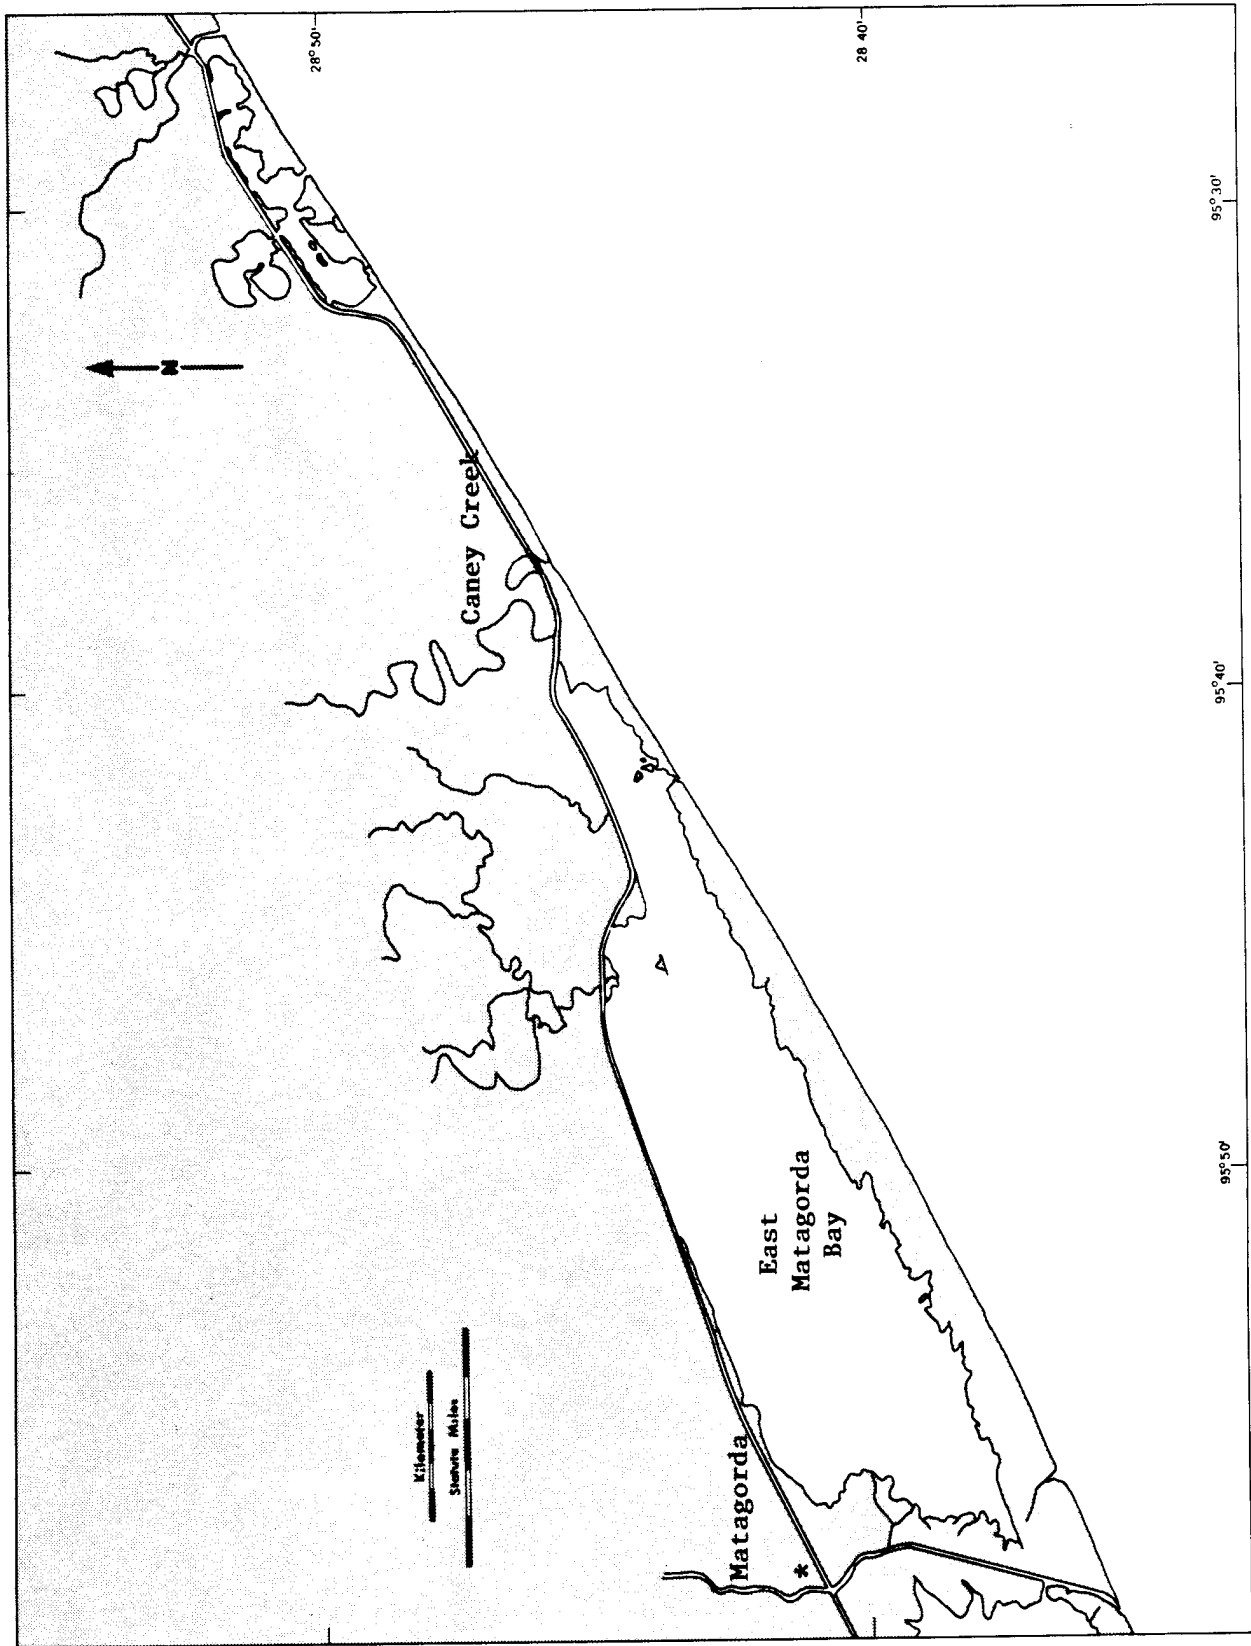 28° 50'
28 40'
95° 30'
N
Caney Creek
95° 40'
95° 50'
East
Matagorda
Bay
Kilometer
Statute Miles
Matagorda
*